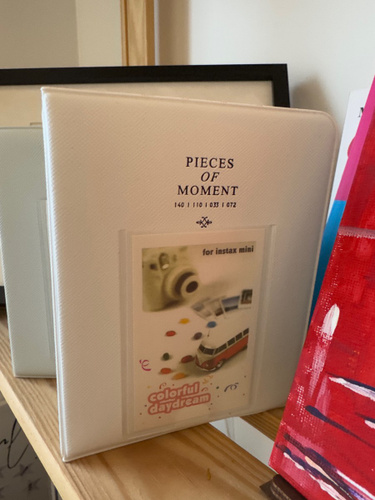 PIECES
OF
MOMENT
140 | 110 | 033 | 072
for instax mini
colorful
daydream